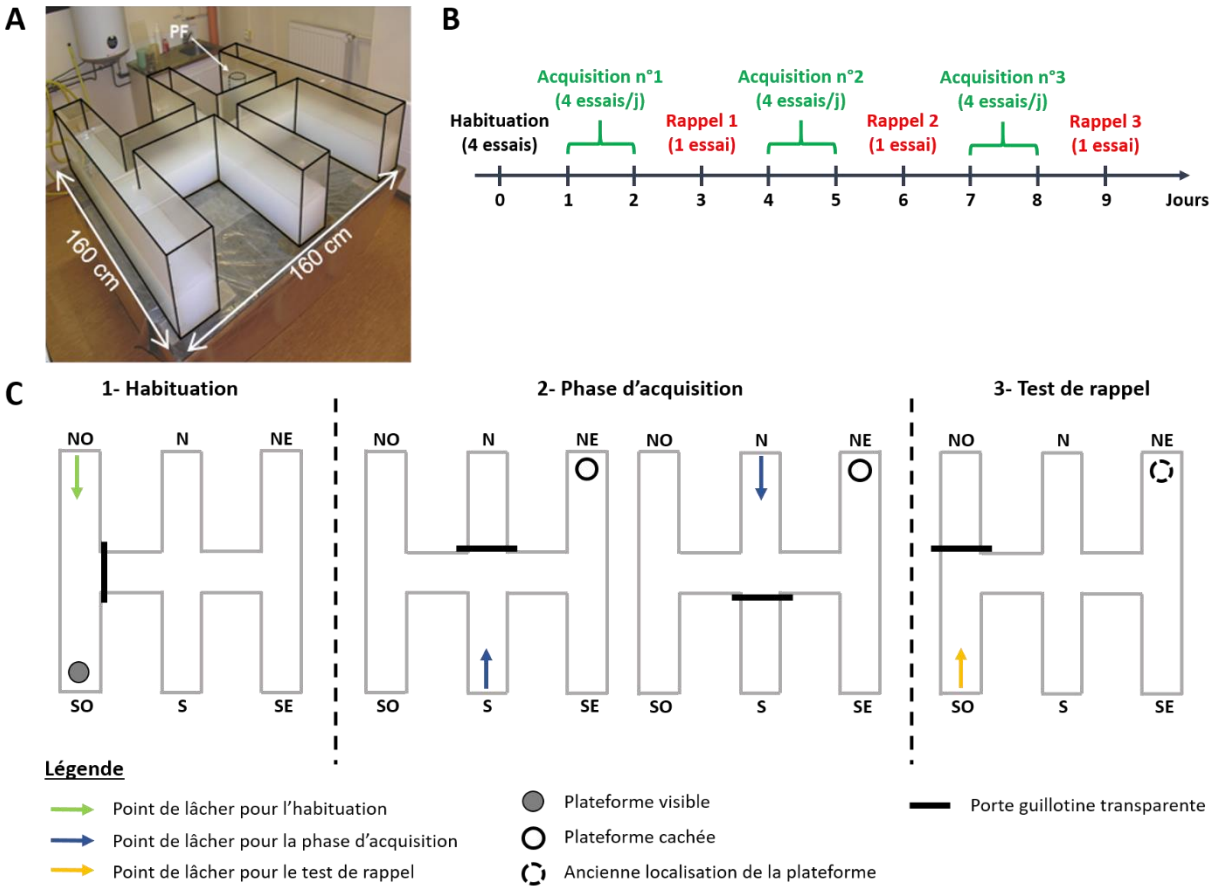 A
PF
160 cm
160 cm
B
Acquisition n°1
(4 essais/j)
Acquisition n°2
(4 essais/j)
Acquisition n°3
(4 essais/j)
Habituation
(4 essais)
Rappel 1
(1 essai)
Rappel 2
(1 essai)
Rappel 3
(1 essai)
0 1 2 3 4 5 6 7 8 9 Jours
C
1- Habituation
2- Phase d'acquisition
3- Test de rappel
NO N NE
SO S SE
NO N NE
SO S SE
NO N NE
SO S SE
NO N NE
SO S SE
Légende
Point de lâcher pour l'habituation
Point de lâcher pour la phase d'acquisition
Point de lâcher pour le test de rappel
Plateforme visible
Plateforme cachée
Ancienne localisation de la plateforme
Porte guillotine transparente